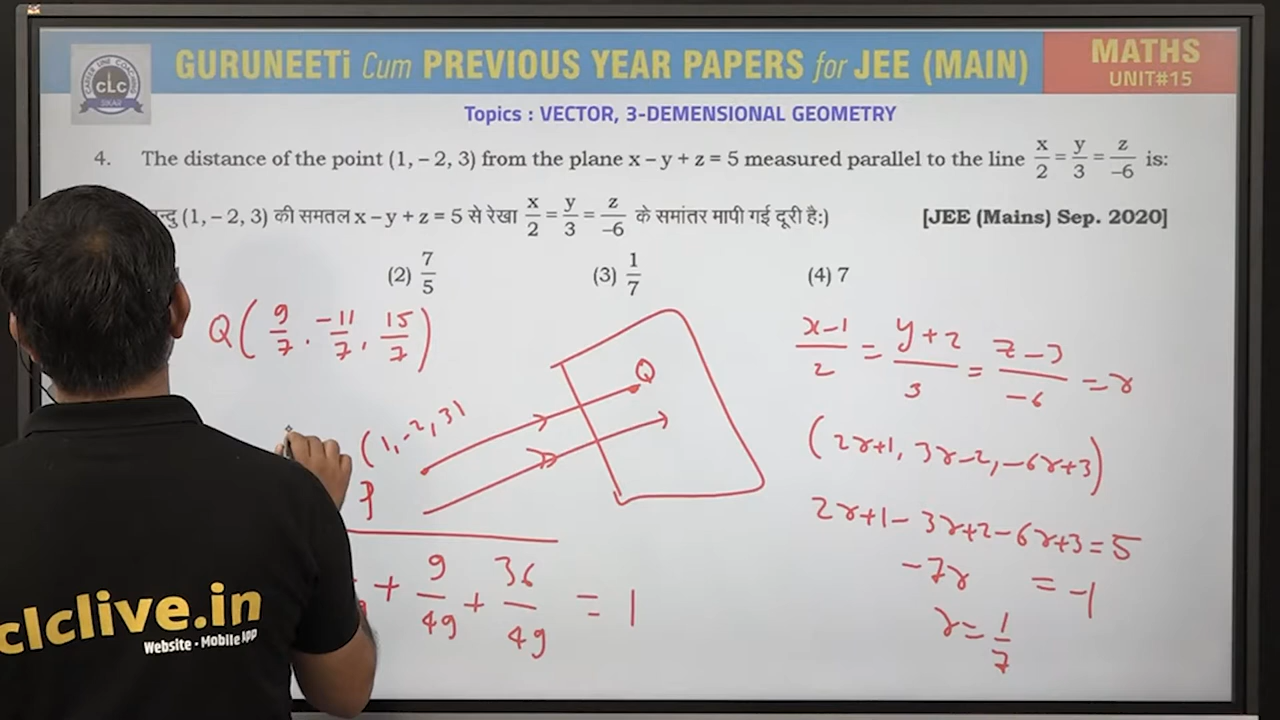 GURUNEETi Cum PREVIOUS YEAR PAPERS for JEE (MAIN)
MATHS
UNIT#15
CLC
SIKAR
Topics : VECTOR, 3-DEMENSIONAL GEOMETRY
4. The distance of the point (1, – 2, 3) from the plane x – y + z = 5 measured parallel to the line x/2 = y/3 = z/–6 is:
(1, – 2, 3) की समतल x – y + z = 5 से रेखा x/2 = y/3 = z/–6 के समांतर मापी गई दूरी है:)
[JEE (Mains) Sep. 2020]
(2) 7/5 (3) 1/7 (4) 7
Q(9/7, -11/7, 15/7)
Q
(1, -2, 3)
P
+ 9/49 + 36/49 = 1
x-1/2 = y+2/3 = z-3/-6 = r
(2r+1, 3r-2, -6r+3)
2r+1-3r+2-6r+3=5
-7r = -1
r = 1/7
clclive.in
Website - Mobile App